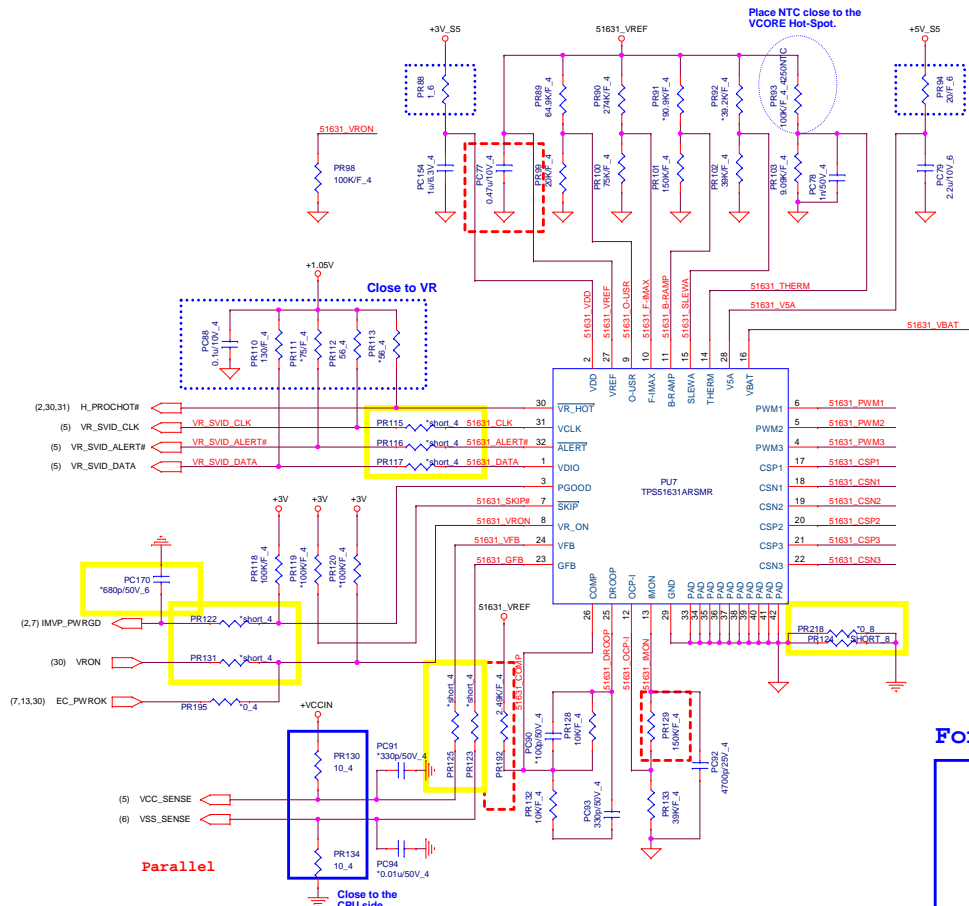 Place NTC close to the
VCORE Hot-Spot.
+3V_S5
51631_VREF
+5V_S5
PR88
1_6
PR89
64.9K/F_4
PR90
274K/F_4
PR91
*90.9K/F_4
PR92
*39.2K/F_4
PR93
100K/F_4_4250NTC
PR94
20/F_6
51631_VRON
PR98
100K/F_4
PC154
1u/6.3V_4
PC77
0.47u/10V_4
PR99
20K/F_4
PR100
75K/F_4
PR101
150K/F_4
PR102
39K/F_4
PR103
9.09K/F_4
PC78
1n/50V_4
PC79
2.2u/10V_6
+1.05V
Close to VR
PC88
0.1u/10V_4
PR110
130/F_4
PR111
*75/F_4
PR112
56_4
PR113
*56_4
51631_VDD
51631_VREF
51631_O-USR
51631_F-IMAX
51631_B-RAMP
51631_SLEWA
51631_THERM
51631_V5A
51631_VBAT
2
27
9
10
11
15
14
28
16
VDD
VREF
O-USR
F-IMAX
B-RAMP
SLEWA
THERM
V5A
VBAT
(2,30,31) H_PROCHOT#
30
VR_HOT
(5) VR_SVID_CLK
VR_SVID_CLK
PR115
*short_4
51631_CLK
31
VCLK
(5) VR_SVID_ALERT#
VR_SVID_ALERT#
PR116
*short_4
51631_ALERT#
32
ALERT
(5) VR_SVID_DATA
VR_SVID_DATA
PR117
*short_4
51631_DATA
1
VDIO
3
PGOOD
51631_SKIP#
7
SKIP
51631_VRON
8
VR_ON
51631_VFB
24
VFB
51631_GFB
23
GFB
PU7
TPS51631ARSMR
PWM1
6
51631_PWM1
PWM2
5
51631_PWM2
PWM3
4
51631_PWM3
CSP1
17
51631_CSP1
CSN1
18
51631_CSN1
CSN2
19
51631_CSN2
CSP2
20
51631_CSP2
CSP3
21
51631_CSP3
CSN3
22
51631_CSN3
+3V
+3V
+3V
PR118
100K/F_4
PR119
*100K/F_4
PR120
*100K/F_4
COMP
DROOP
OCP-I
IMON
GND
PAD
PAD
PAD
PAD
PAD
PAD
PAD
PAD
PAD
PAD
26
25
12
13
29
33
34
35
36
37
38
39
40
41
42
PC170
*680p/50V_6
(2,7) IMVP_PWRGD
PR122
*short_4
(30) VRON
PR131
*short_4
(7,13,30) EC_PWROK
PR195
*0_4
51631_VREF
51631_COMP
51631_DROOP
51631_OCP-I
51631_IMON
PR218
*0_8
PR124
SHORT_8
+VCCIN
PR130
10_4
PC91
*330p/50V_4
*short_4
PR125
*short_4
PR123
2.49K/F_4
PR192
PC90
*100p/50V_4
PR128
10K/F_4
PR129
150K/F_4
PC92
4700p/25V_4
PR132
10K/F_4
PC93
330p/50V_4
PR133
39K/F_4
(5) VCC_SENSE
(6) VSS_SENSE
PR134
10_4
PC94
*0.01u/50V_4
Parallel
Close to the
CPU side
For